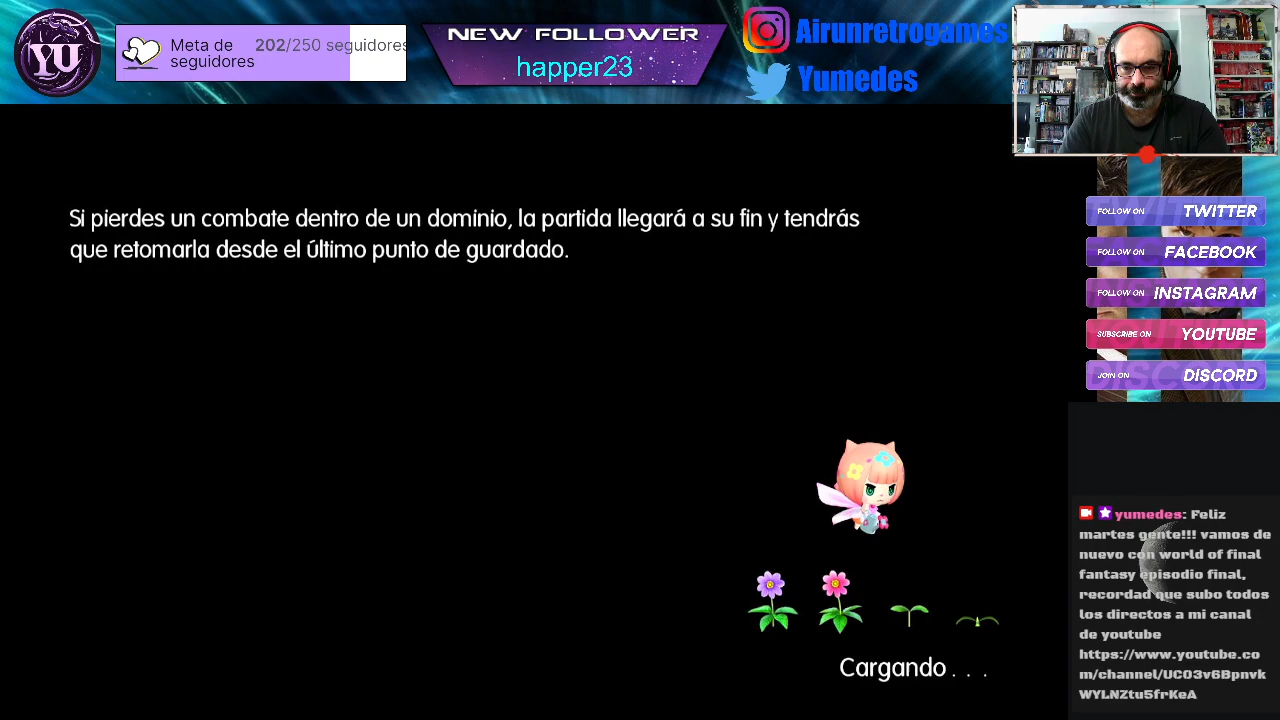 YU
Meta de
seguidores
202/250 seguidores
NEW FOLLOWER
happer23
Airunretrogames
Yumedes
Si pierdes un combate dentro de un dominio, la partida llegará a su fin y tendrás
que retomarla desde el último punto de guardado.
FOLLOW ON TWITTER
FOLLOW ON FACEBOOK
FOLLOW ON INSTAGRAM
SUBSCRIBE ON YOUTUBE
JOIN ON DISCORD
yumedes: Feliz
martes gente!!! vamos de
nuevo con world of final
fantasy episodio final,
recordad que subo todos
los directos a mi canal
de youtube
https://www.youtube.co
m/channel/UC03v6Bpnvk
WYLNZtu5frKeA
Cargando . . .